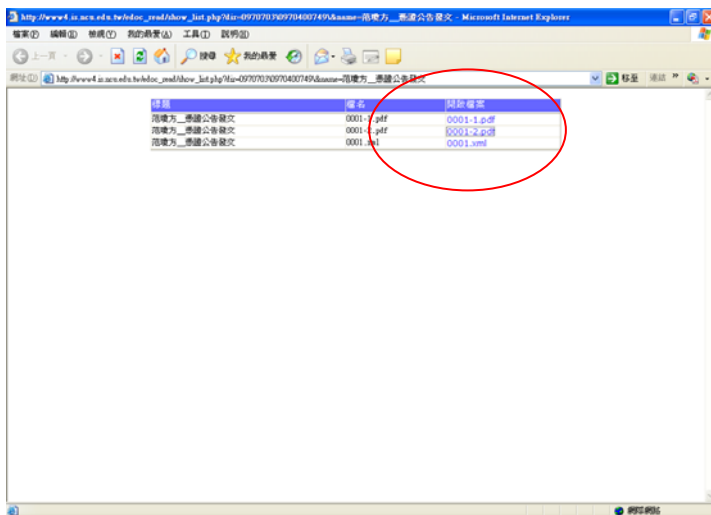 http://www4.is.ncu.edu.tw/edoc_read/show_list.php?dir=0970703\0970400749\&name=范瓊方__憑證公告發文 - Microsoft Internet Explorer
檔案(F) 編輯(E) 檢視(V) 我的最愛(A) 工具(T) 說明(H)
上一頁 搜尋 我的最愛
網址(D) http://www4.is.ncu.edu.tw/edoc_read/show_list.php?dir=0970703\0970400749\&name=范瓊方__憑證公告發文 移至 連結 »
標題 檔名 開啟檔案
范瓊方__憑證公告發文 0001-1.pdf 0001-1.pdf
范瓊方__憑證公告發文 0001-2.pdf 0001-2.pdf
范瓊方__憑證公告發文 0001.xml 0001.xml
網際網路